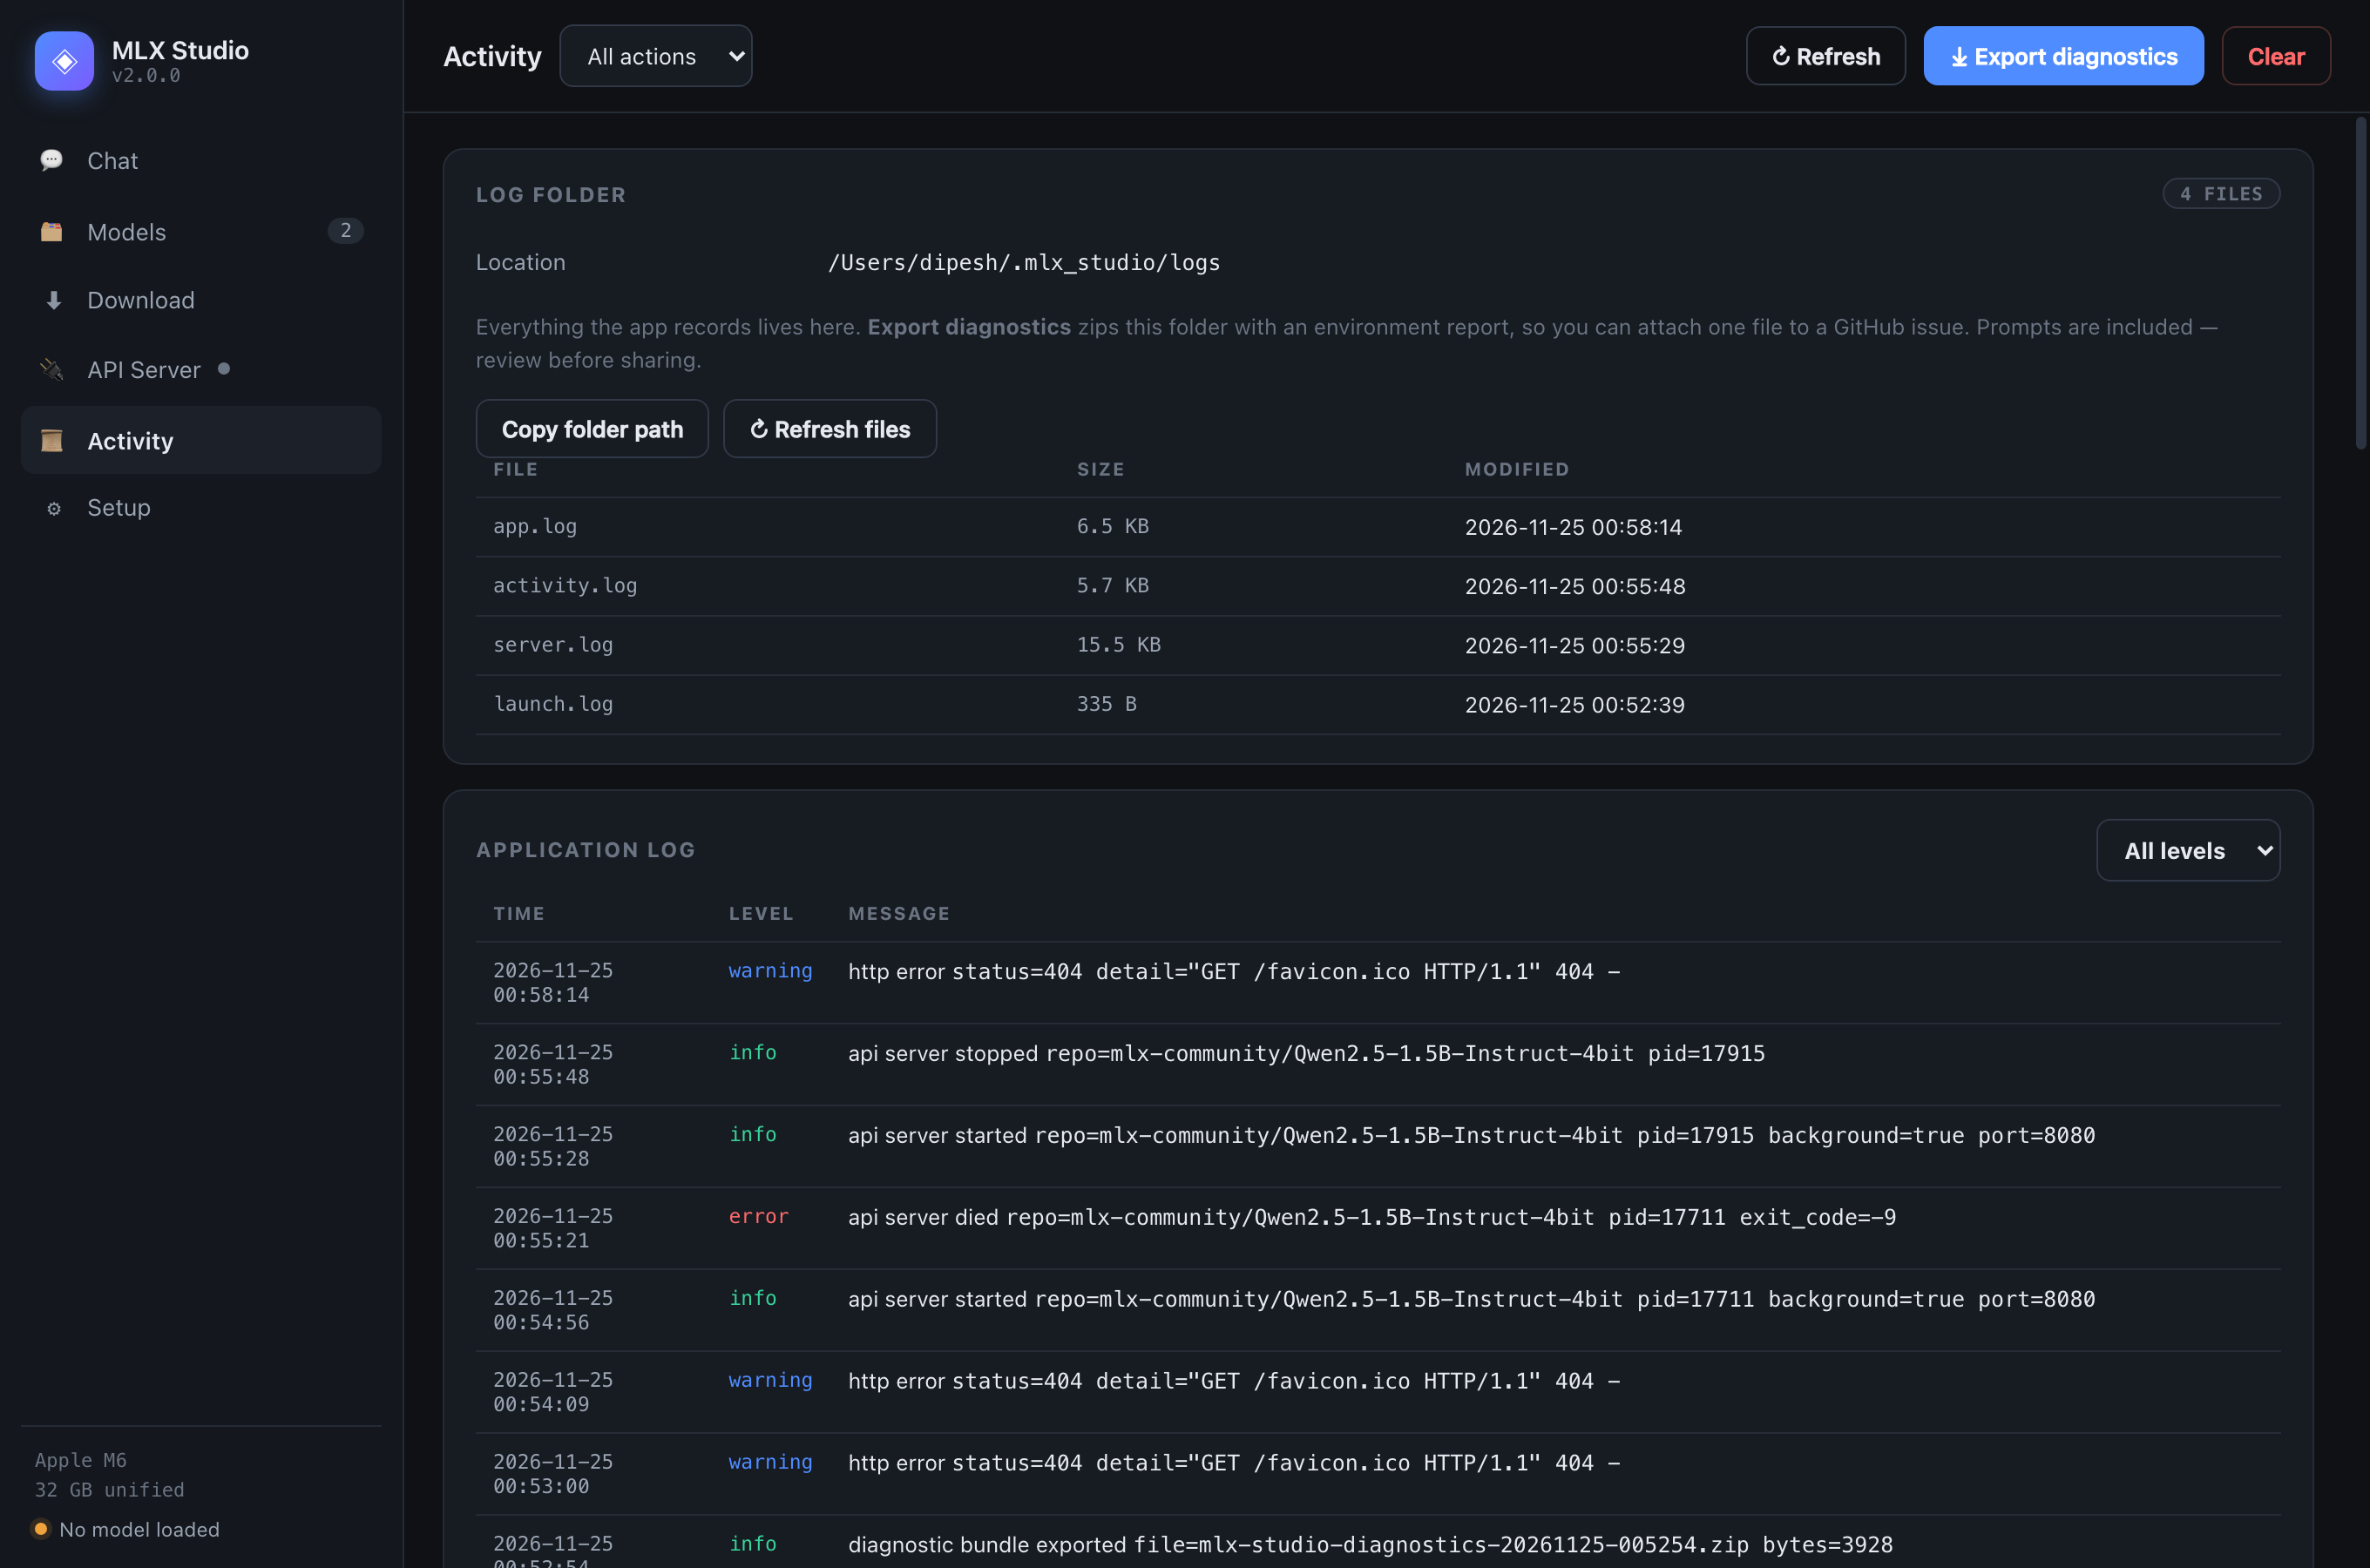 MLX Studio
v2.0.0
Chat
Models 2
Download
API Server
Activity
Setup
Apple M6
32 GB unified
No model loaded
Activity All actions Refresh Export diagnostics Clear
LOG FOLDER 4 FILES
Location /Users/dipesh/.mlx_studio/logs
Everything the app records lives here. Export diagnostics zips this folder with an environment report, so you can attach one file to a GitHub issue. Prompts are included —
review before sharing.
Copy folder path Refresh files
FILE SIZE MODIFIED
app.log 6.5 KB 2026-11-25 00:58:14
activity.log 5.7 KB 2026-11-25 00:55:48
server.log 15.5 KB 2026-11-25 00:55:29
launch.log 335 B 2026-11-25 00:52:39
APPLICATION LOG All levels
TIME LEVEL MESSAGE
2026-11-25 warning http error status=404 detail="GET /favicon.ico HTTP/1.1" 404 -
00:58:14
2026-11-25 info api server stopped repo=mlx-community/Qwen2.5-1.5B-Instruct-4bit pid=17915
00:55:48
2026-11-25 info api server started repo=mlx-community/Qwen2.5-1.5B-Instruct-4bit pid=17915 background=true port=8080
00:55:28
2026-11-25 error api server died repo=mlx-community/Qwen2.5-1.5B-Instruct-4bit pid=17711 exit_code=-9
00:55:21
2026-11-25 info api server started repo=mlx-community/Qwen2.5-1.5B-Instruct-4bit pid=17711 background=true port=8080
00:54:56
2026-11-25 warning http error status=404 detail="GET /favicon.ico HTTP/1.1" 404 -
00:54:09
2026-11-25 warning http error status=404 detail="GET /favicon.ico HTTP/1.1" 404 -
00:53:00
2026-11-25 info diagnostic bundle exported file=mlx-studio-diagnostics-20261125-005254.zip bytes=3928
00:52:54